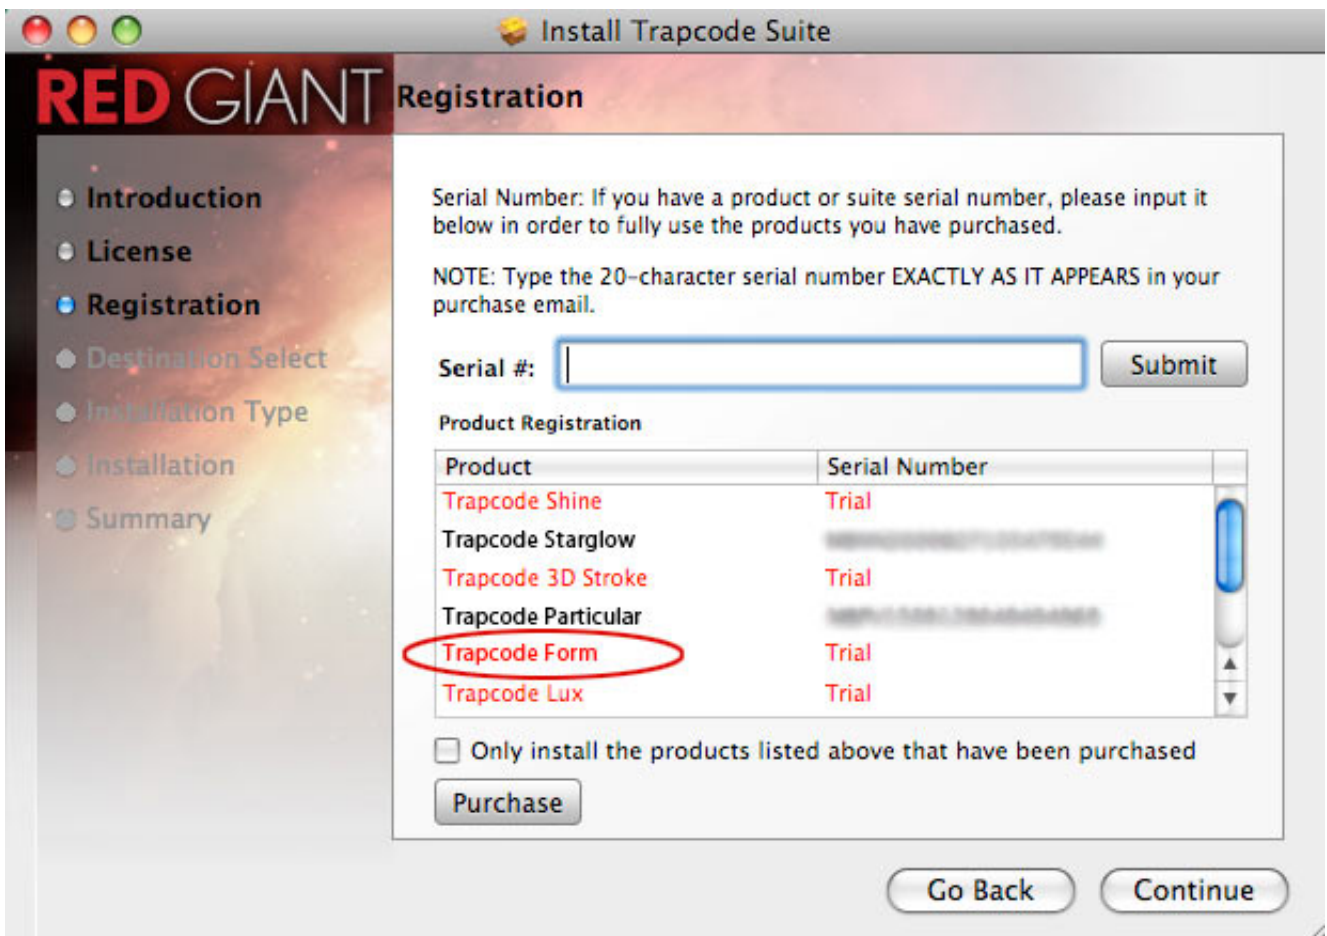 Install Trapcode Suite
RED GIANT
Registration
Introduction
License
Registration
Destination Select
Installation Type
Installation
Summary
Serial Number: If you have a product or suite serial number, please input it
below in order to fully use the products you have purchased.
NOTE: Type the 20-character serial number EXACTLY AS IT APPEARS in your
purchase email.
Serial #:
Submit
Product Registration
Product Serial Number
Trapcode Shine Trial
Trapcode Starglow
Trapcode 3D Stroke Trial
Trapcode Particular
Trapcode Form Trial
Trapcode Lux Trial
Only install the products listed above that have been purchased
Purchase
Go Back Continue